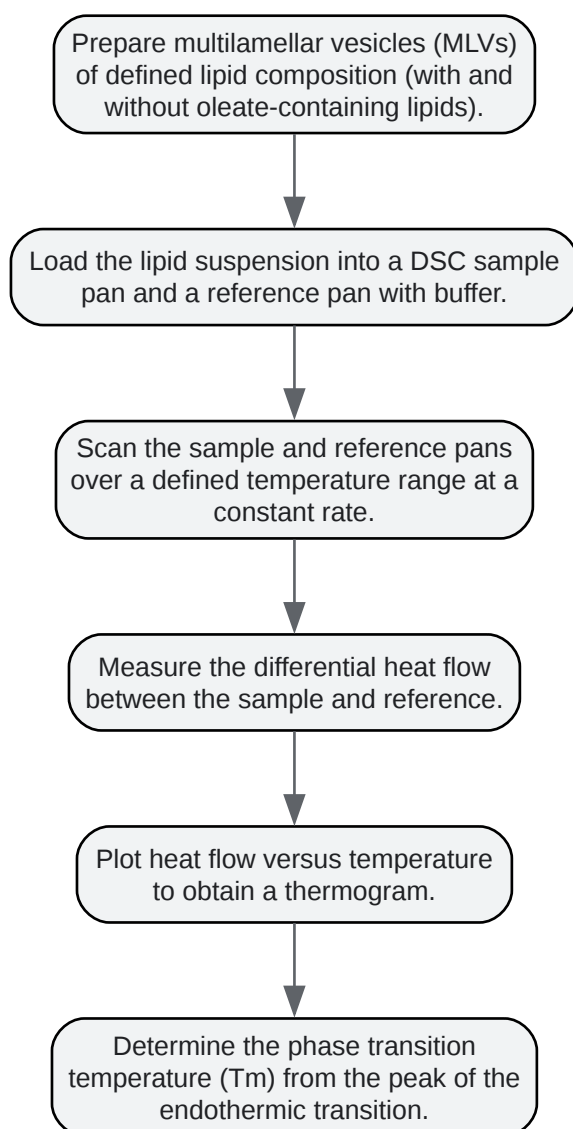 Prepare multilamellar vesicles (MLVs)
of defined lipid composition (with and
without oleate-containing lipids).
Load the lipid suspension into a DSC sample
pan and a reference pan with buffer.
Scan the sample and reference pans
over a defined temperature range at a
constant rate.
Measure the differential heat flow
between the sample and reference.
Plot heat flow versus temperature
to obtain a thermogram.
Determine the phase transition
temperature (Tm) from the peak of the
endothermic transition.